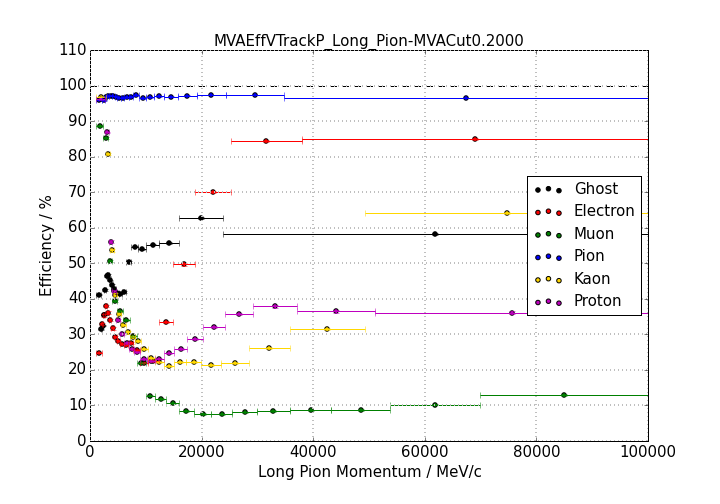 MVAEffVTrackP_Long_Pion-MVACut0.2000
110
100
90
80
70
60
50
40
30
20
10
0
Efficiency / %
Ghost
Electron
Muon
Pion
Kaon
Proton
0 20000 40000 60000 80000 100000
Long Pion Momentum / MeV/c